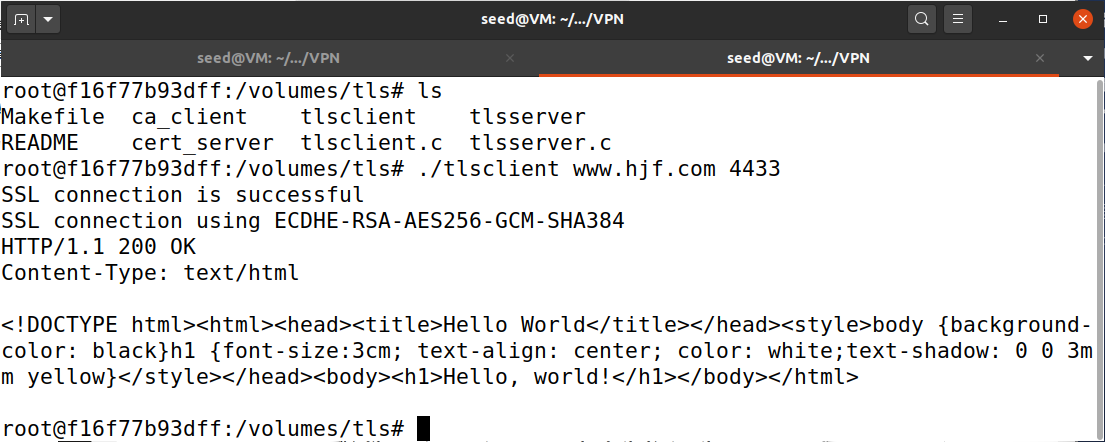 seed@VM: ~/.../VPN
seed@VM: ~/.../VPN seed@VM: ~/.../VPN
root@f16f77b93dff:/volumes/tls# ls
Makefile  ca_client    tlsclient    tlsserver
README    cert_server  tlsclient.c  tlsserver.c
root@f16f77b93dff:/volumes/tls# ./tlsclient www.hjf.com 4433
SSL connection is successful
SSL connection using ECDHE-RSA-AES256-GCM-SHA384
HTTP/1.1 200 OK
Content-Type: text/html
<!DOCTYPE html><html><head><title>Hello World</title></head><style>body {background-
color: black}h1 {font-size:3cm; text-align: center; color: white;text-shadow: 0 0 3m
m yellow}</style></head><body><h1>Hello, world!</h1></body></html>
root@f16f77b93dff:/volumes/tls#